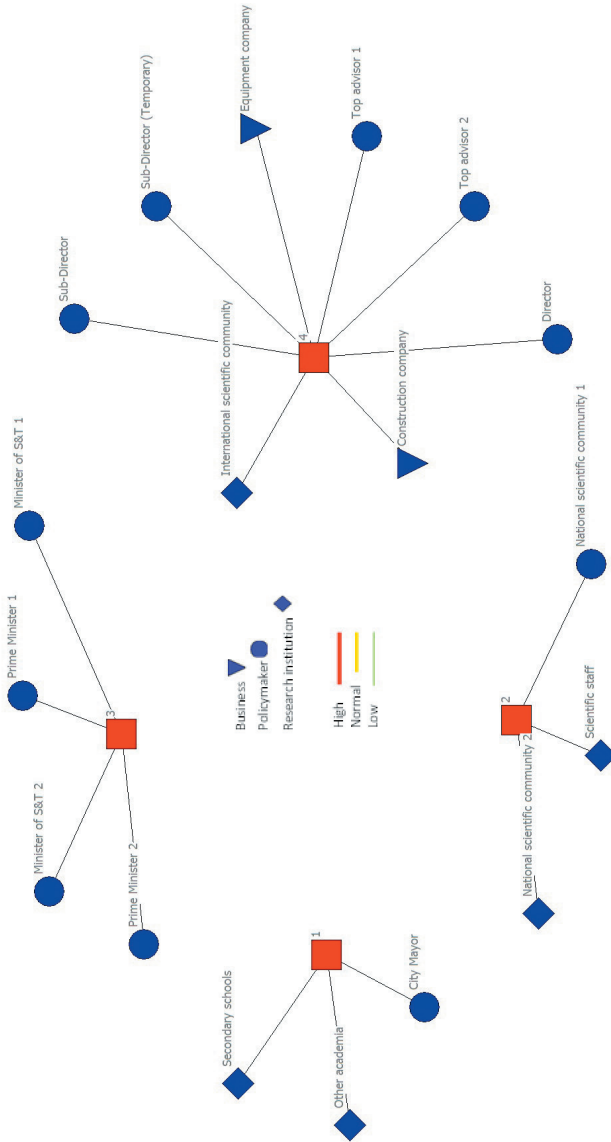 Prime Minister 1
Minister of S&T 1
Minister of S&T 2
Sub-Director
3
Prime Minister 2
Sub-Director (Temporary)
International scientific community
Secondary schools
Business
Equipment company
Policymaker
Research institution
4
1
Other academia
High
Normal
Top advisor 1
Low
Construction company
City Mayor
Top advisor 2
2
National scientific community 2
Director
National scientific community 1
Scientific staff